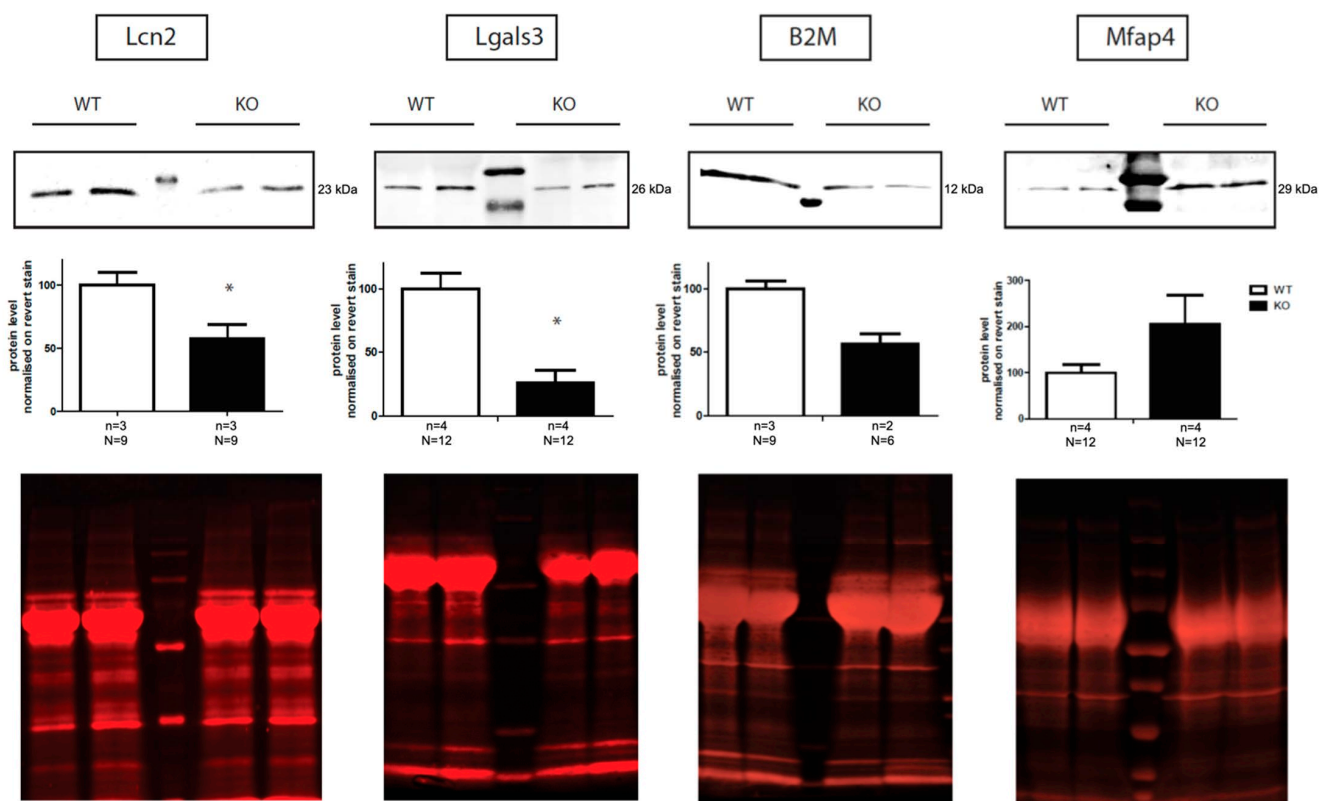 Lcn2
Lgals3
B2M
Mfap4
WT KO
WT KO
WT KO
WT KO
23 kDa
26 kDa
12 kDa
29 kDa
protein level
normalised on revert stain
100
50
0
*
n=3 n=3
N=9 N=9
protein level
normalised on revert stain
100
50
0
*
n=4 n=4
N=12 N=12
protein level
normalised on revert stain
100
50
0
n=3 n=2
N=9 N=6
protein level
normalised on revert stain
300
200
100
0
WT
KO
n=4 n=4
N=12 N=12